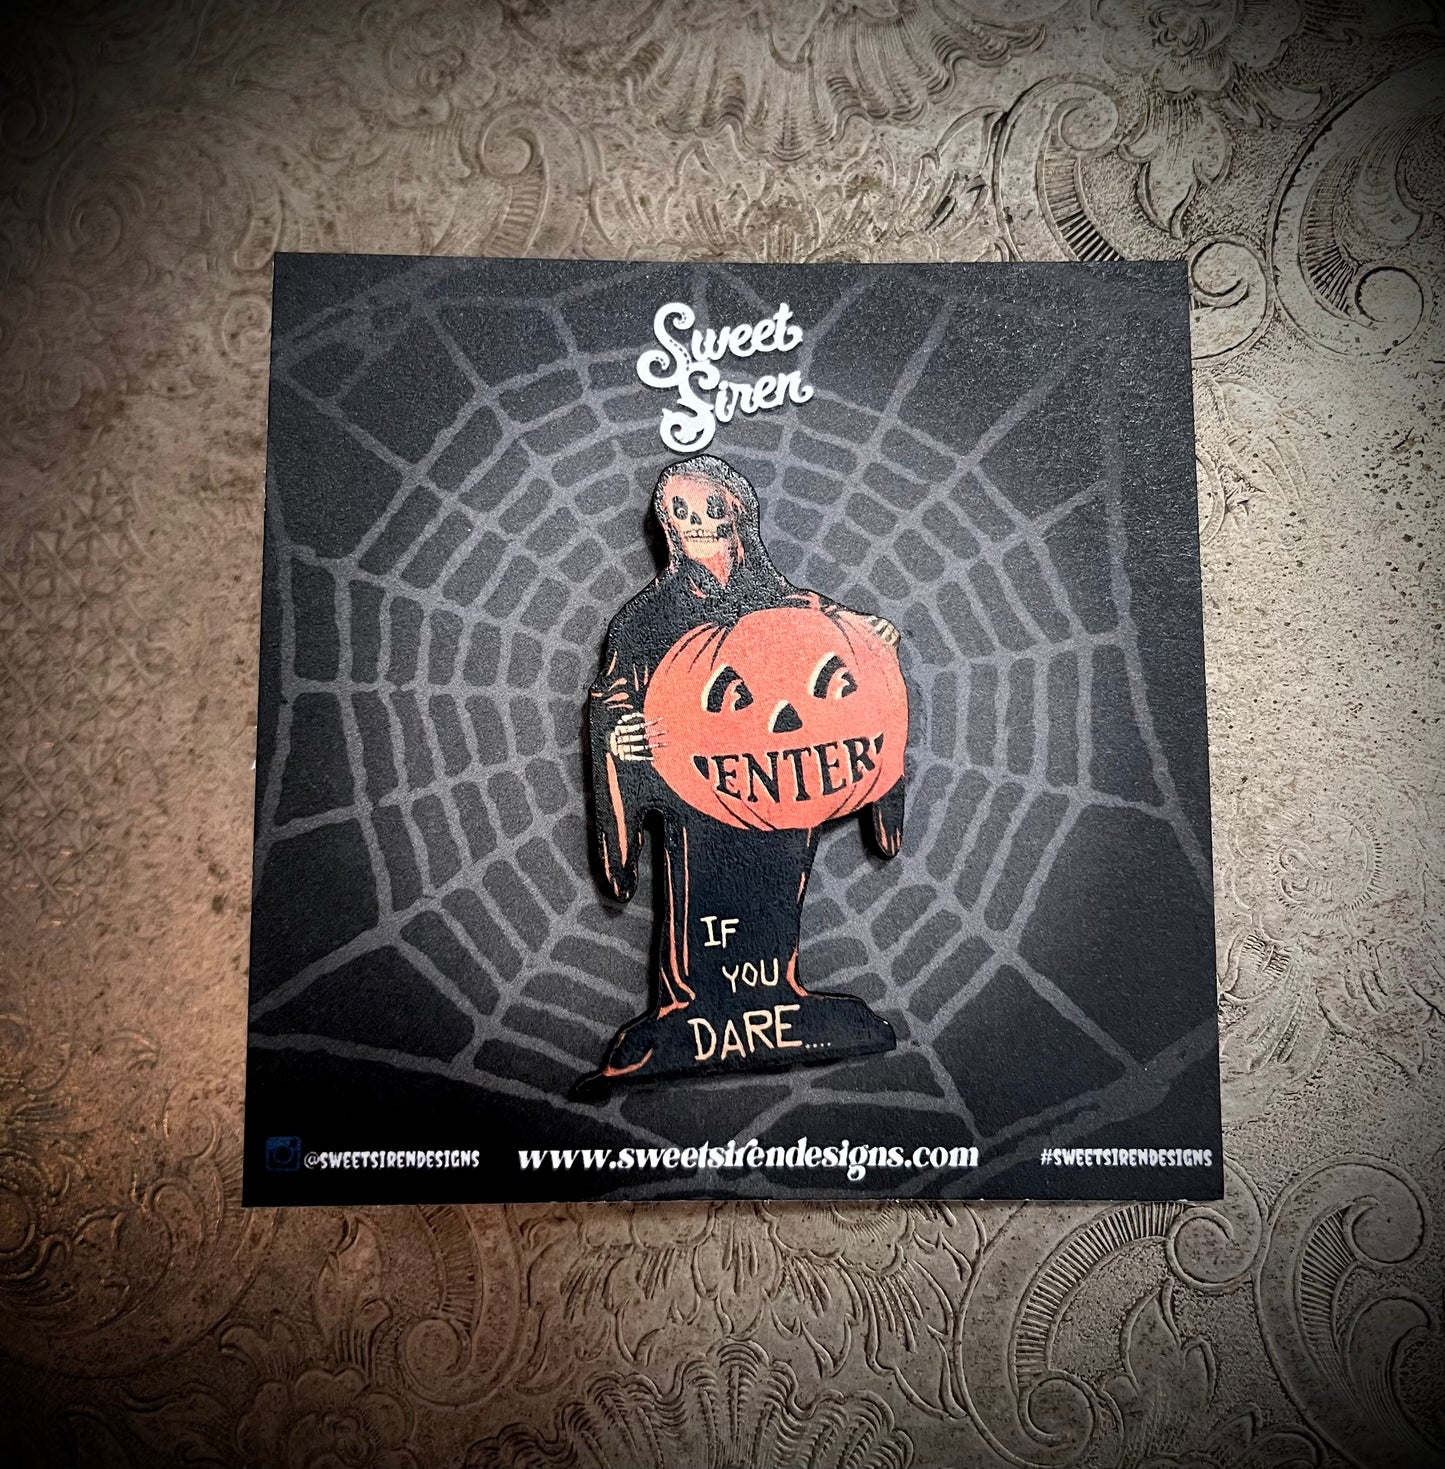 Sweet
Siren
ENTER
IF
YOU
DARE....
@SWEETSIRENDESIGNS
www.sweetsirendesigns.com
#SWEETSIRENDESIGNS